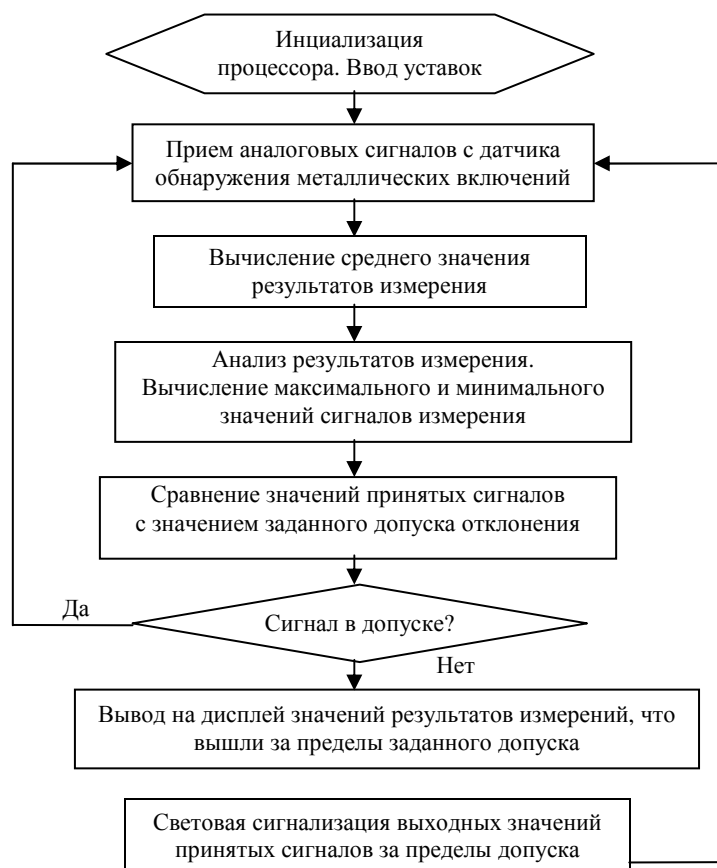 Инциализация
процессора. Ввод уставок
Прием аналоговых сигналов с датчика
обнаружения металлических включений
Вычисление среднего значения
результатов измерения
Анализ результатов измерения.
Вычисление максимального и минимального
значений сигналов измерения
Сравнение значений принятых сигналов
с значением заданного допуска отклонения
Да
Сигнал в допуске?
Нет
Вывод на дисплей значений результатов измерений, что
вышли за пределы заданного допуска
Световая сигнализация выходных значений
принятых сигналов за пределы допуска